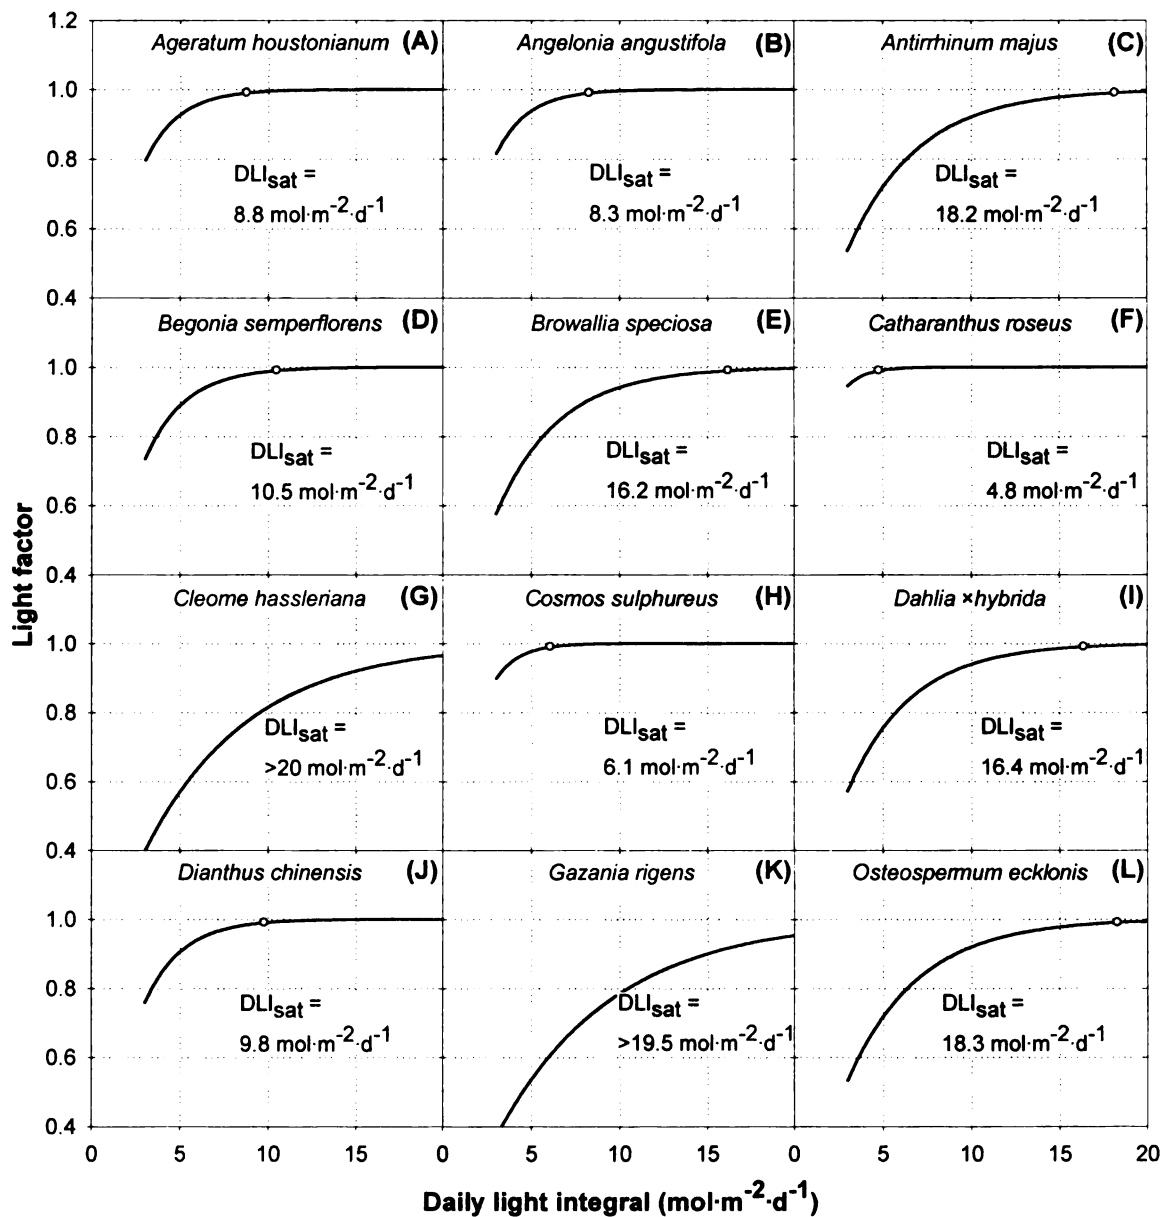 1.2
Ageratum houstonianum (A)
Angelonia angustifola (B)
Antirrhinum majus (C)
1.0
0.8
DLIsat =
8.8 mol·m⁻²·d⁻¹
DLIsat =
8.3 mol·m⁻²·d⁻¹
DLIsat =
18.2 mol·m⁻²·d⁻¹
0.6
0.4
Begonia semperflorens (D)
Browallia speciosa (E)
Catharanthus roseus (F)
1.0
0.8
DLIsat =
10.5 mol·m⁻²·d⁻¹
DLIsat =
16.2 mol·m⁻²·d⁻¹
DLIsat =
4.8 mol·m⁻²·d⁻¹
0.6
0.4
Light factor
Cleome hassleriana (G)
Cosmos sulphureus (H)
Dahlia ×hybrida (I)
1.0
0.8
DLIsat =
>20 mol·m⁻²·d⁻¹
DLIsat =
6.1 mol·m⁻²·d⁻¹
DLIsat =
16.4 mol·m⁻²·d⁻¹
0.6
0.4
Dianthus chinensis (J)
Gazania rigens (K)
Osteospermum ecklonis (L)
1.0
0.8
DLIsat =
9.8 mol·m⁻²·d⁻¹
DLIsat =
>19.5 mol·m⁻²·d⁻¹
DLIsat =
18.3 mol·m⁻²·d⁻¹
0.6
0.4
0 5 10 15 0 5 10 15 0 5 10 15 20
Daily light integral (mol·m⁻²·d⁻¹)